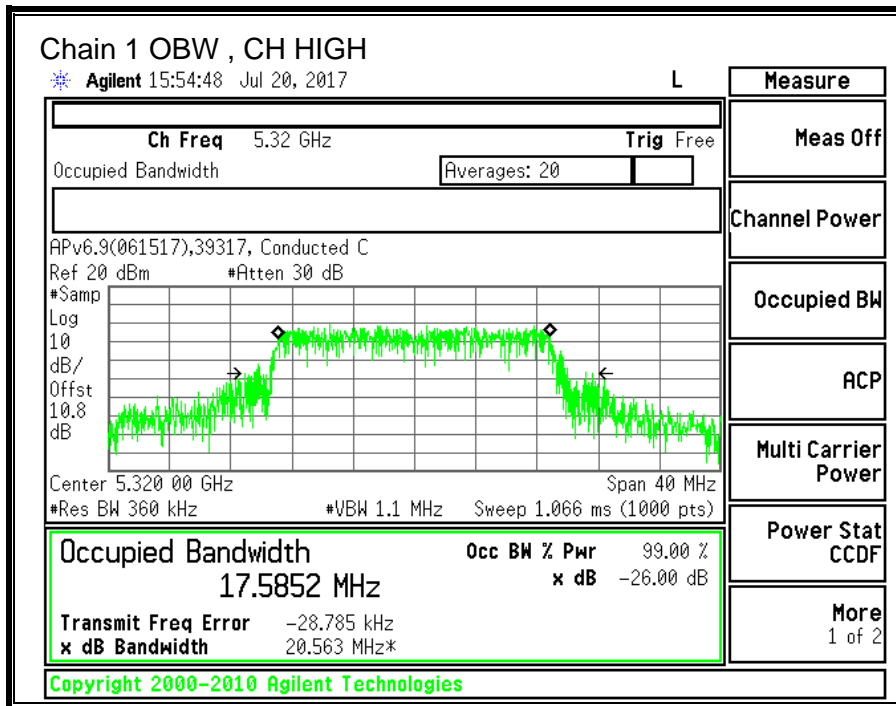 Chain 1 OBW , CH HIGH
Agilent 15:54:48 Jul 20, 2017 L
Measure
Ch Freq 5.32 GHz Trig Free
Occupied Bandwidth Averages: 20
APv6.9(061517),39317, Conducted C
Ref 20 dBm #Atten 30 dB
#Samp
Log
10
dB/
Offst
10.8
dB
Center 5.320 00 GHz Span 40 MHz
#Res BW 360 kHz #VBW 1.1 MHz Sweep 1.066 ms (1000 pts)
Occupied Bandwidth Occ BW % Pwr 99.00 %
17.5852 MHz x dB -26.00 dB
Transmit Freq Error -28.785 kHz
x dB Bandwidth 20.563 MHz*
Meas Off
Channel Power
Occupied BW
ACP
Multi Carrier
Power
Power Stat
CCDF
More
1 of 2
Copyright 2000-2010 Agilent Technologies